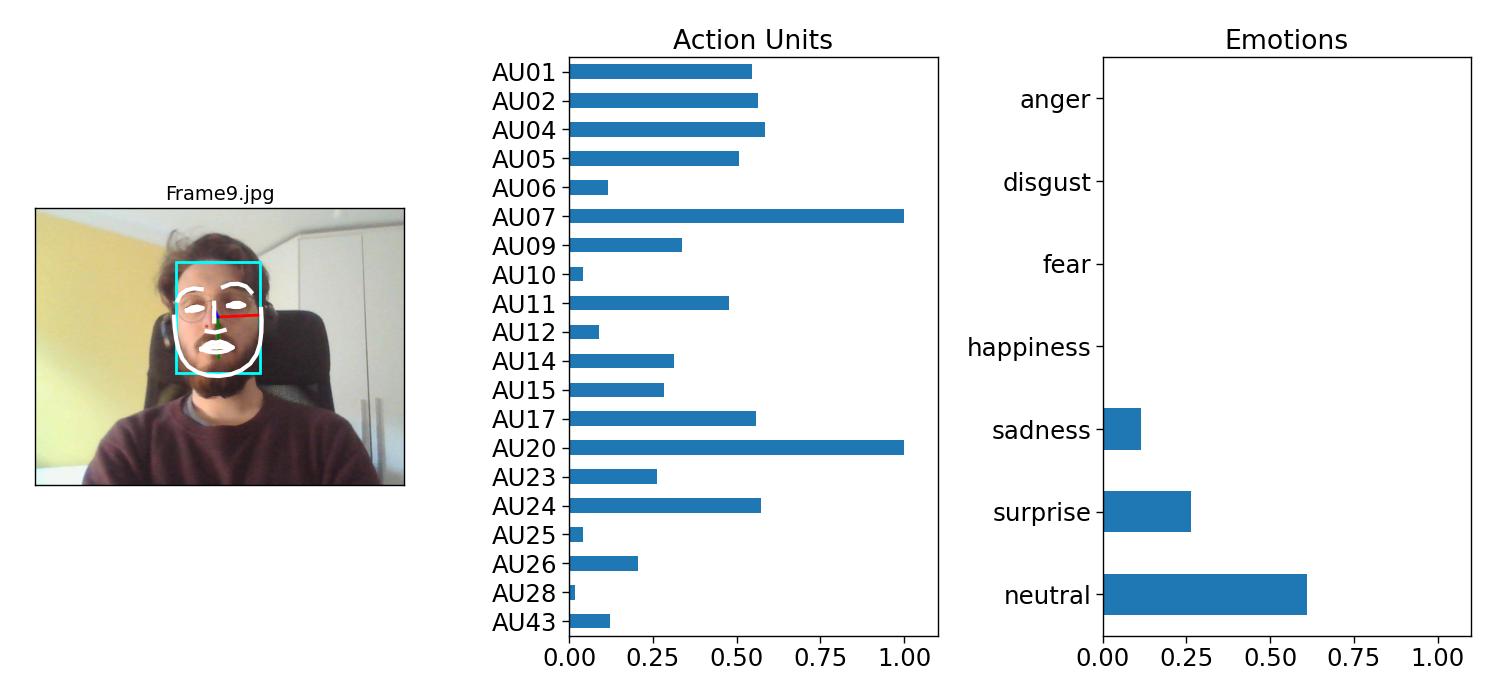 Frame9.jpg
Action Units
AU01
AU02
AU04
AU05
AU06
AU07
AU09
AU10
AU11
AU12
AU14
AU15
AU17
AU20
AU23
AU24
AU25
AU26
AU28
AU43
0.00 0.25 0.50 0.75 1.00
Emotions
anger
disgust
fear
happiness
sadness
surprise
neutral
0.00 0.25 0.50 0.75 1.00